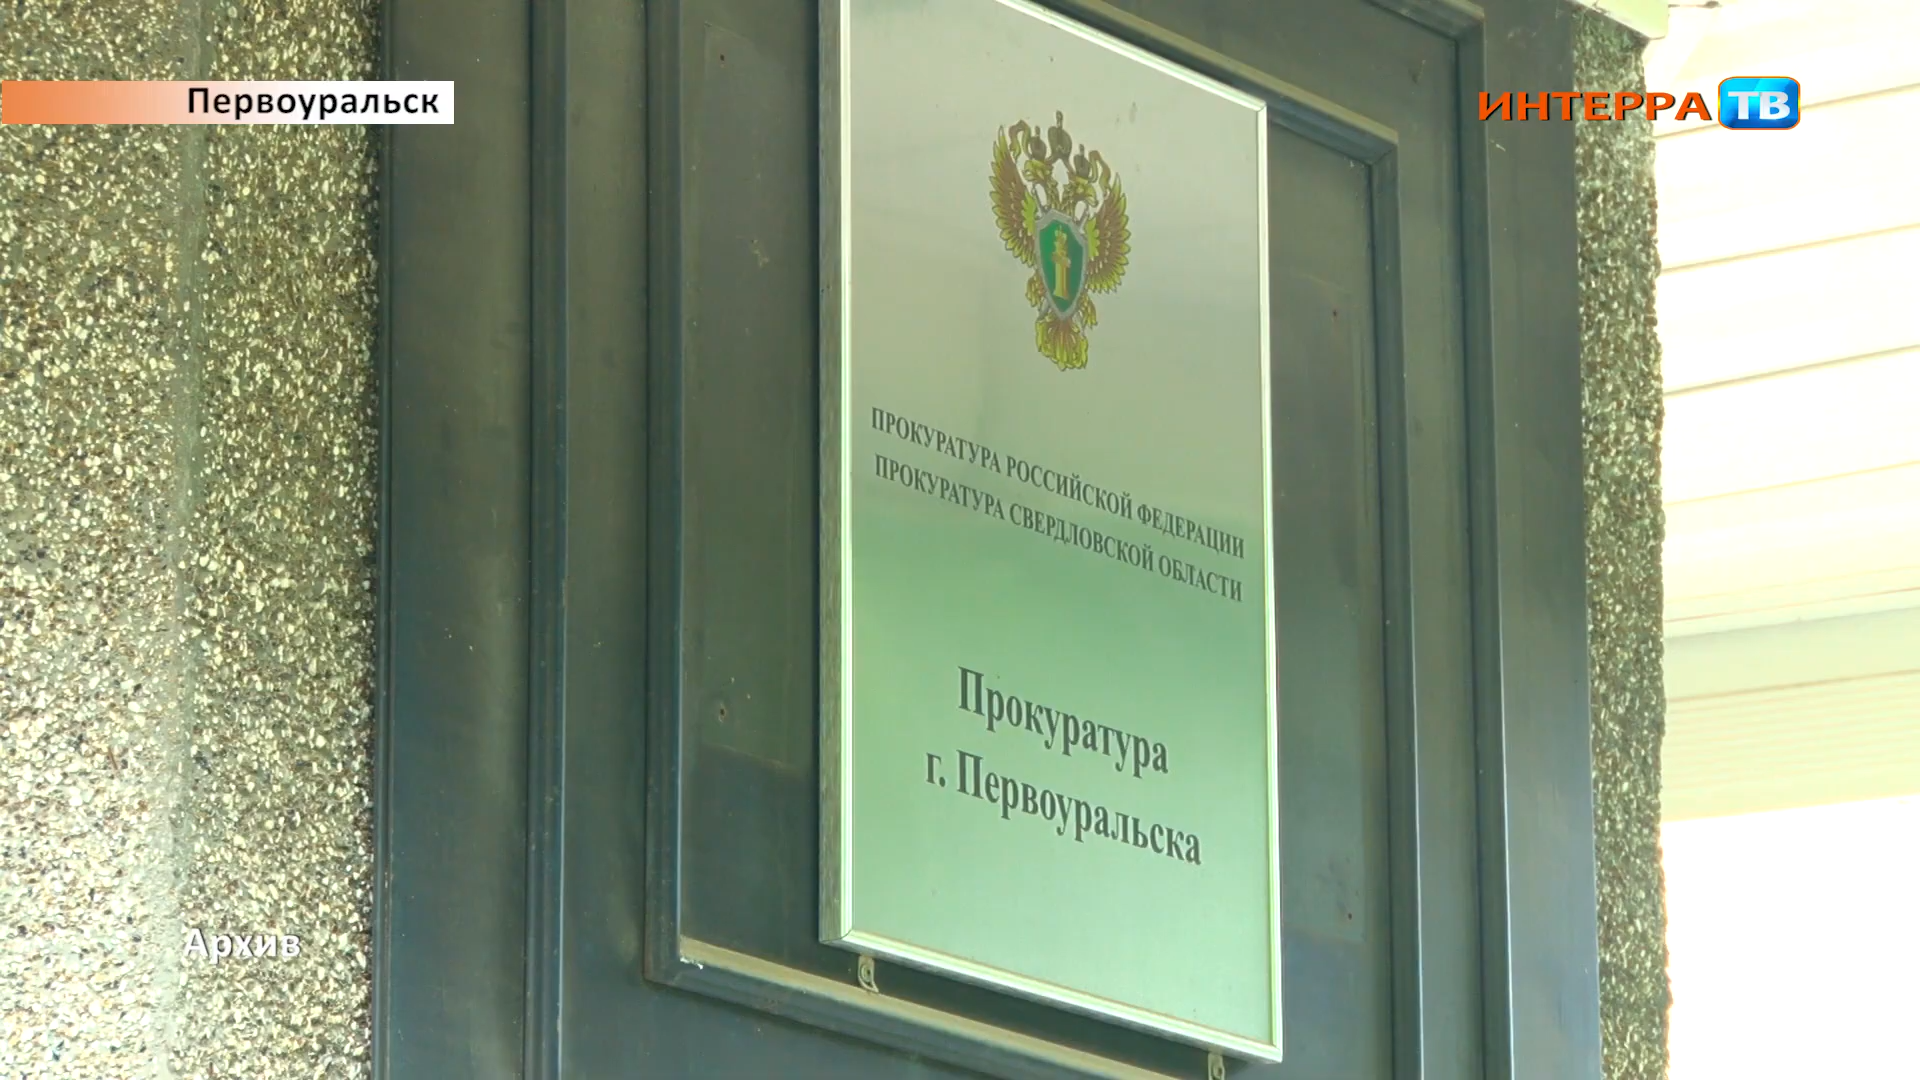 Первоуральск
ИНТЕРРА ТВ
ПРОКУРАТУРА РОССИЙСКОЙ ФЕДЕРАЦИИ
ПРОКУРАТУРА СВЕРДЛОВСКОЙ ОБЛАСТИ
Прокуратура
г. Первоуральска
Архив